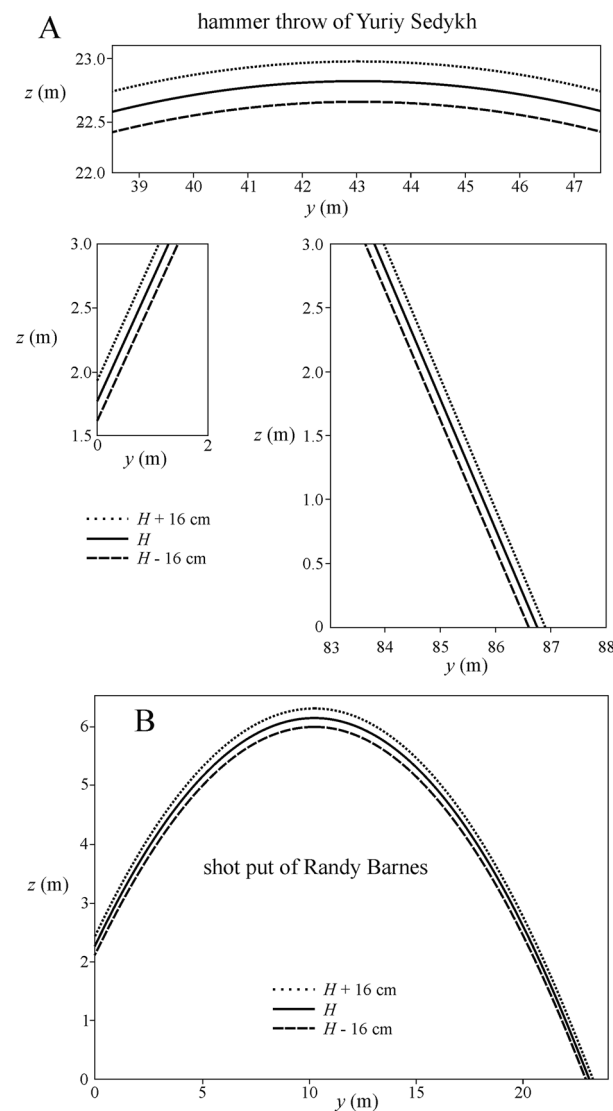 A
hammer throw of Yuriy Sedykh
23.0
z (m)
22.5
22.0
39 40 41 42 43 44 45 46 47
y (m)
3.0
2.5
z (m)
2.0
1.5
0 2
y (m)
H + 16 cm
H
H - 16 cm
3.0
2.5
2.0
z (m)
1.5
1.0
0.5
0
83 84 85 86 87 88
y (m)
B
6
5
4
shot put of Randy Barnes
z (m)
3
2
H + 16 cm
1
H
H - 16 cm
0
0 5 10 15 20
y (m)